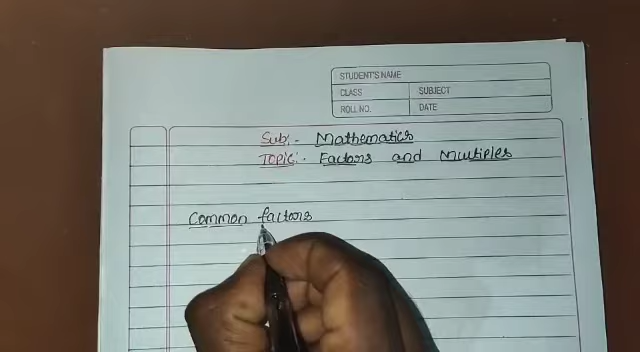 STUDENT'S NAME
CLASS SUBJECT
ROLL NO. DATE
Sub:- Mathematics
Topic:- Factors and Multiples
Common factors